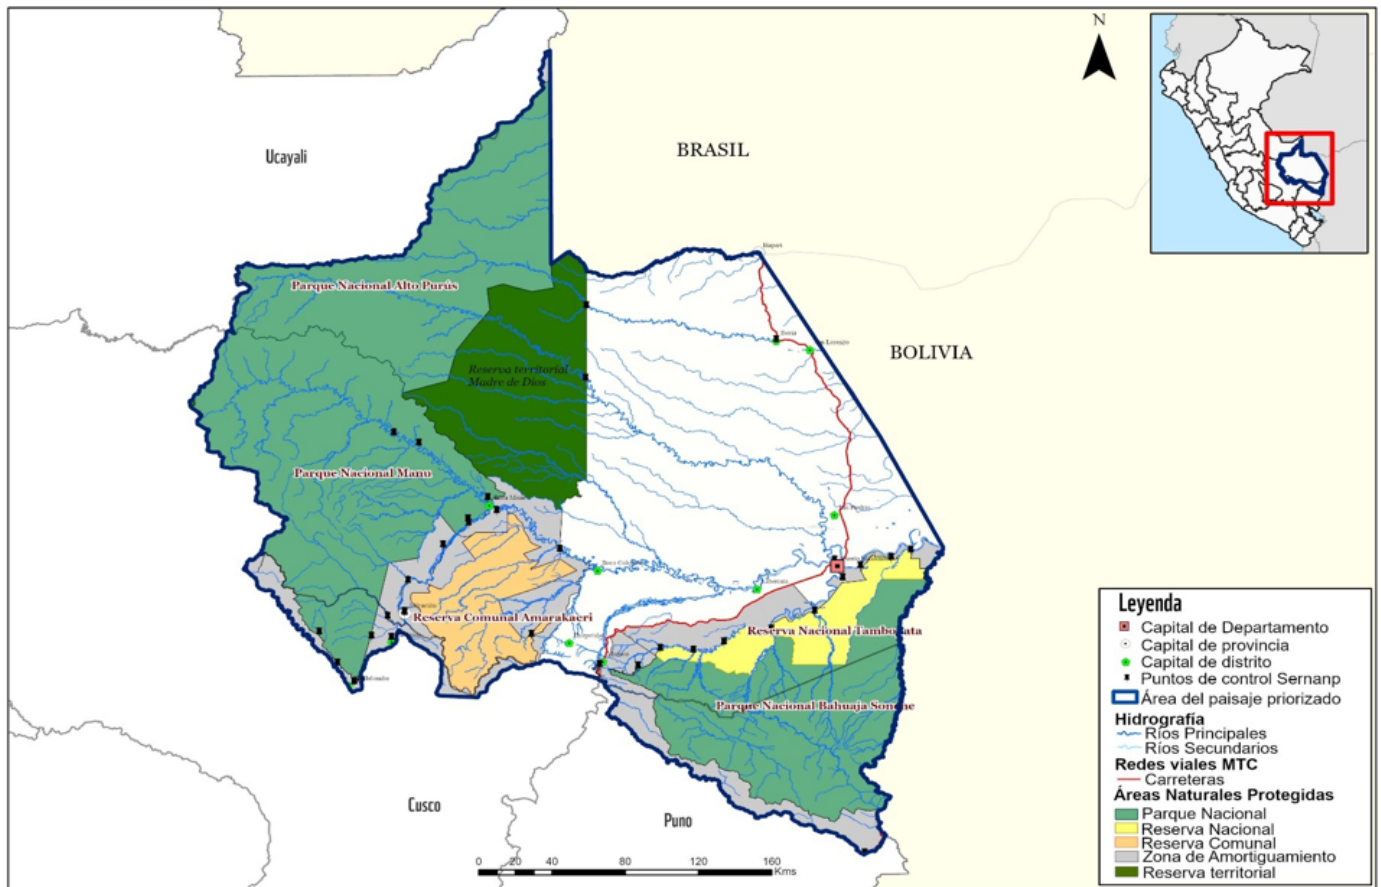 N
Ucayali
BRASIL
Iñapari
Parque Nacional Alto Purús
Iberia
BOLIVIA
Reserva territorial
Madre de Dios
Parque Nacional Manu
Reserva Comunal Amarakaeri
Reserva Nacional Tambopata
Parque Nacional Bahuaja Sonene
Cusco
Puno
0 20 40 80 120 160
Kms
Leyenda
Capital de Departamento
Capital de provincia
Capital de distrito
Puntos de control Sernanp
Área del paisaje priorizado
Hidrografía
Ríos Principales
Ríos Secundarios
Redes viales MTC
Carreteras
Áreas Naturales Protegidas
Parque Nacional
Reserva Nacional
Reserva Comunal
Zona de Amortiguamiento
Reserva territorial